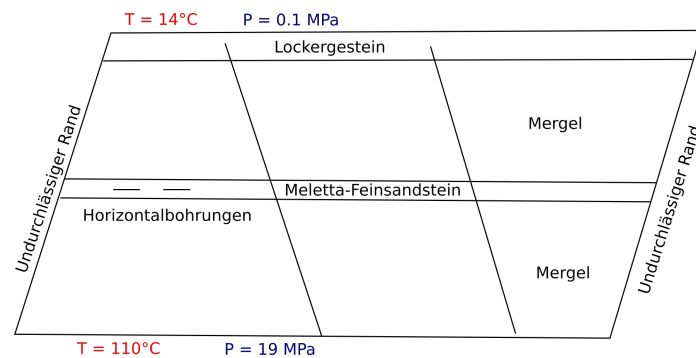 T = 14°C
P = 0.1 MPa
Lockergestein
Undurchlässiger Rand
Mergel
Undurchlässiger Rand
Meletta-Feinsandstein
Horizontalbohrungen
Mergel
T = 110°C
P = 19 MPa